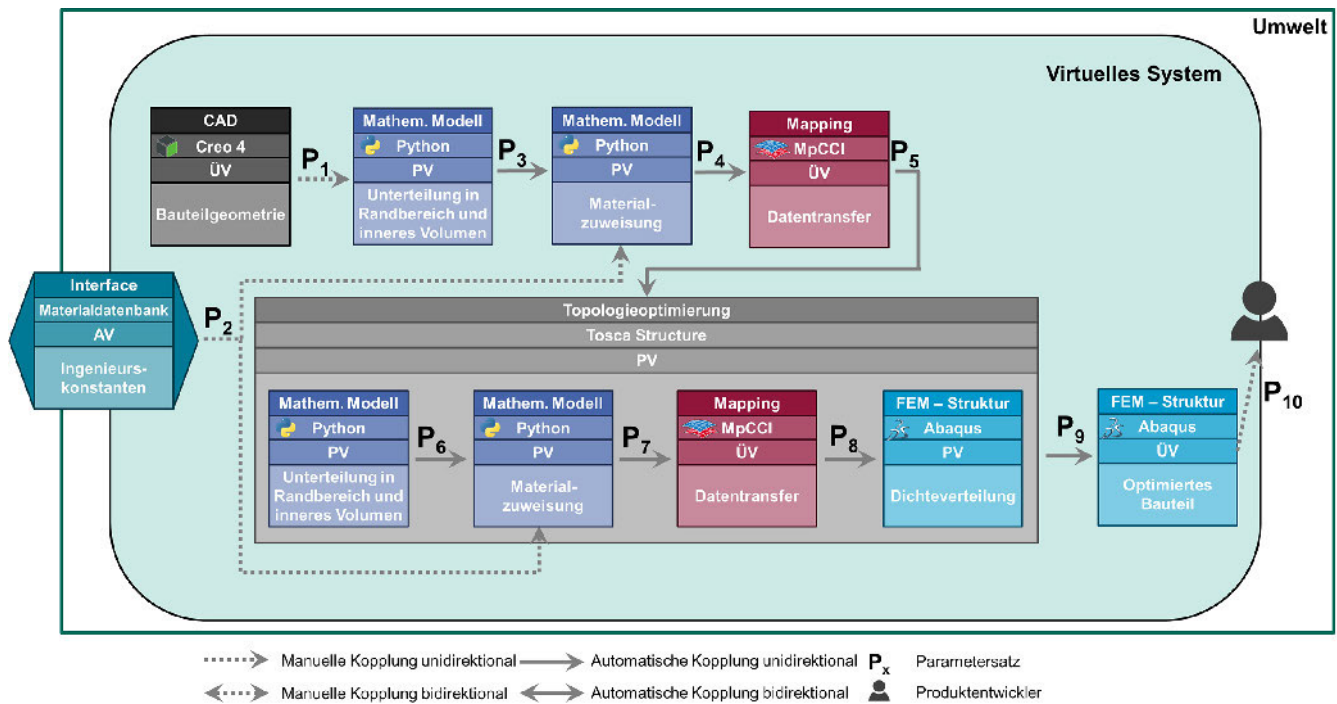 Umwelt
Virtuelles System
CAD
Creo 4
ÜV
Bauteilgeometrie
P1
Mathem. Modell
Python
PV
Unterteilung in
Randbereich und
inneres Volumen
P3
Mathem. Modell
Python
PV
Material-
zuweisung
P4
Mapping
MpCCI
ÜV
Datentransfer
P5
Interface
Materialdatenbank
AV
Ingenieurs-
konstanten
P2
Topologieoptimierung
Tosca Structure
PV
Mathem. Modell
Python
PV
Unterteilung in
Randbereich und
inneres Volumen
P6
Mathem. Modell
Python
PV
Material-
zuweisung
P7
Mapping
MpCCI
ÜV
Datentransfer
P8
FEM – Struktur
Abaqus
PV
Dichteverteilung
P9
FEM – Struktur
Abaqus
ÜV
Optimiertes
Bauteil
P10
Manuelle Kopplung unidirektional
Automatische Kopplung unidirektional
Px
Parametersatz
Manuelle Kopplung bidirektional
Automatische Kopplung bidirektional
Produktentwickler